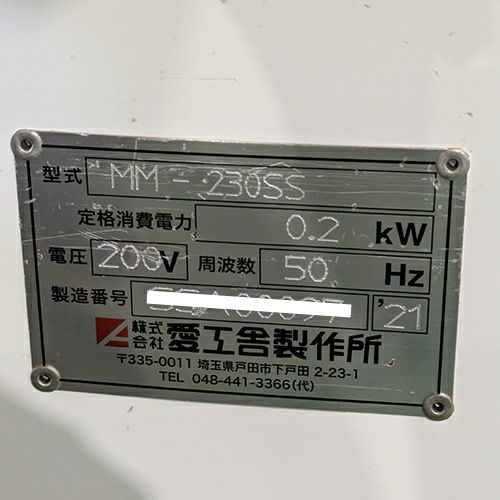 型式 MM-230SS
定格消費電力 0.2 kW
電圧 200V 周波数 50 Hz
製造番号 '21
株式会社 愛工舎製作所
〒335-0011 埼玉県戸田市下戸田 2-23-1
TEL 048-441-3366(代)